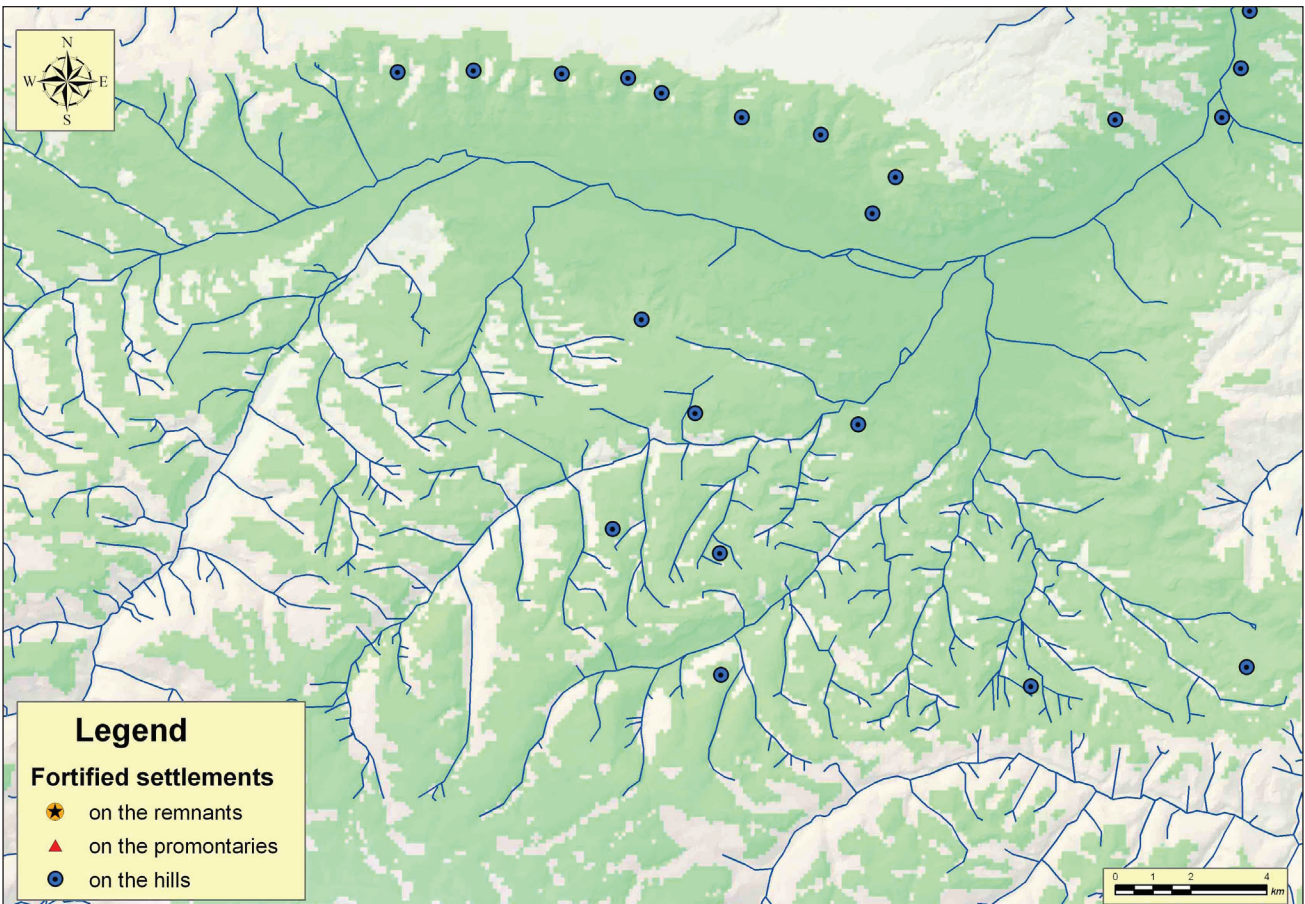 N
W E
S
Legend
Fortified settlements
on the remnants
on the promontaries
on the hills
0 1 2 4
km